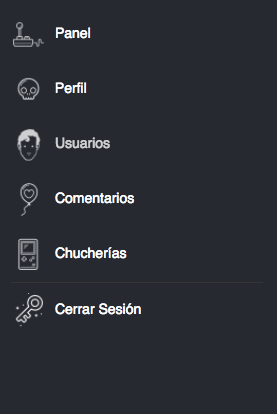 Panel
Perfil
Usuarios
Comentarios
Chucherías
Cerrar Sesión